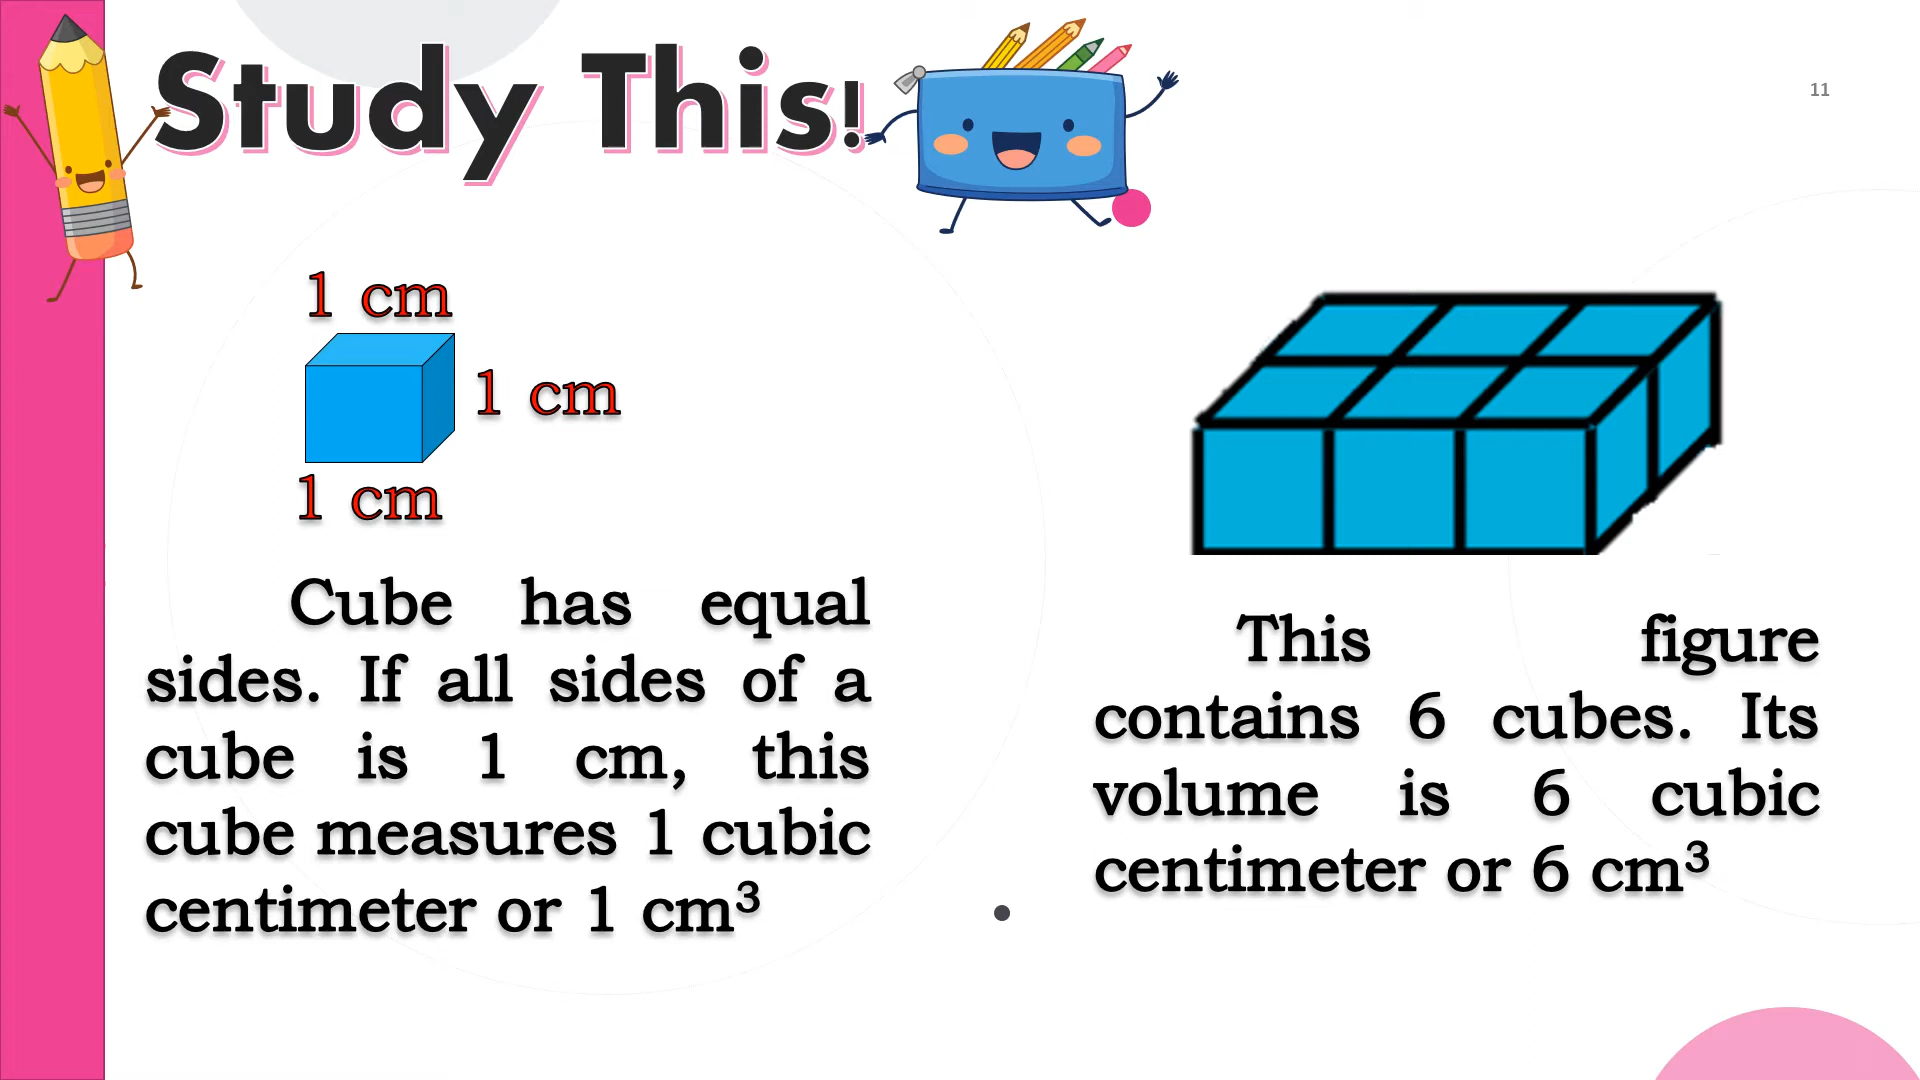 Study This!
11
1 cm
1 cm
1 cm
Cube has equal
sides. If all sides of a
cube is 1 cm, this
cube measures 1 cubic
centimeter or 1 cm³
This figure
contains 6 cubes. Its
volume is 6 cubic
centimeter or 6 cm³